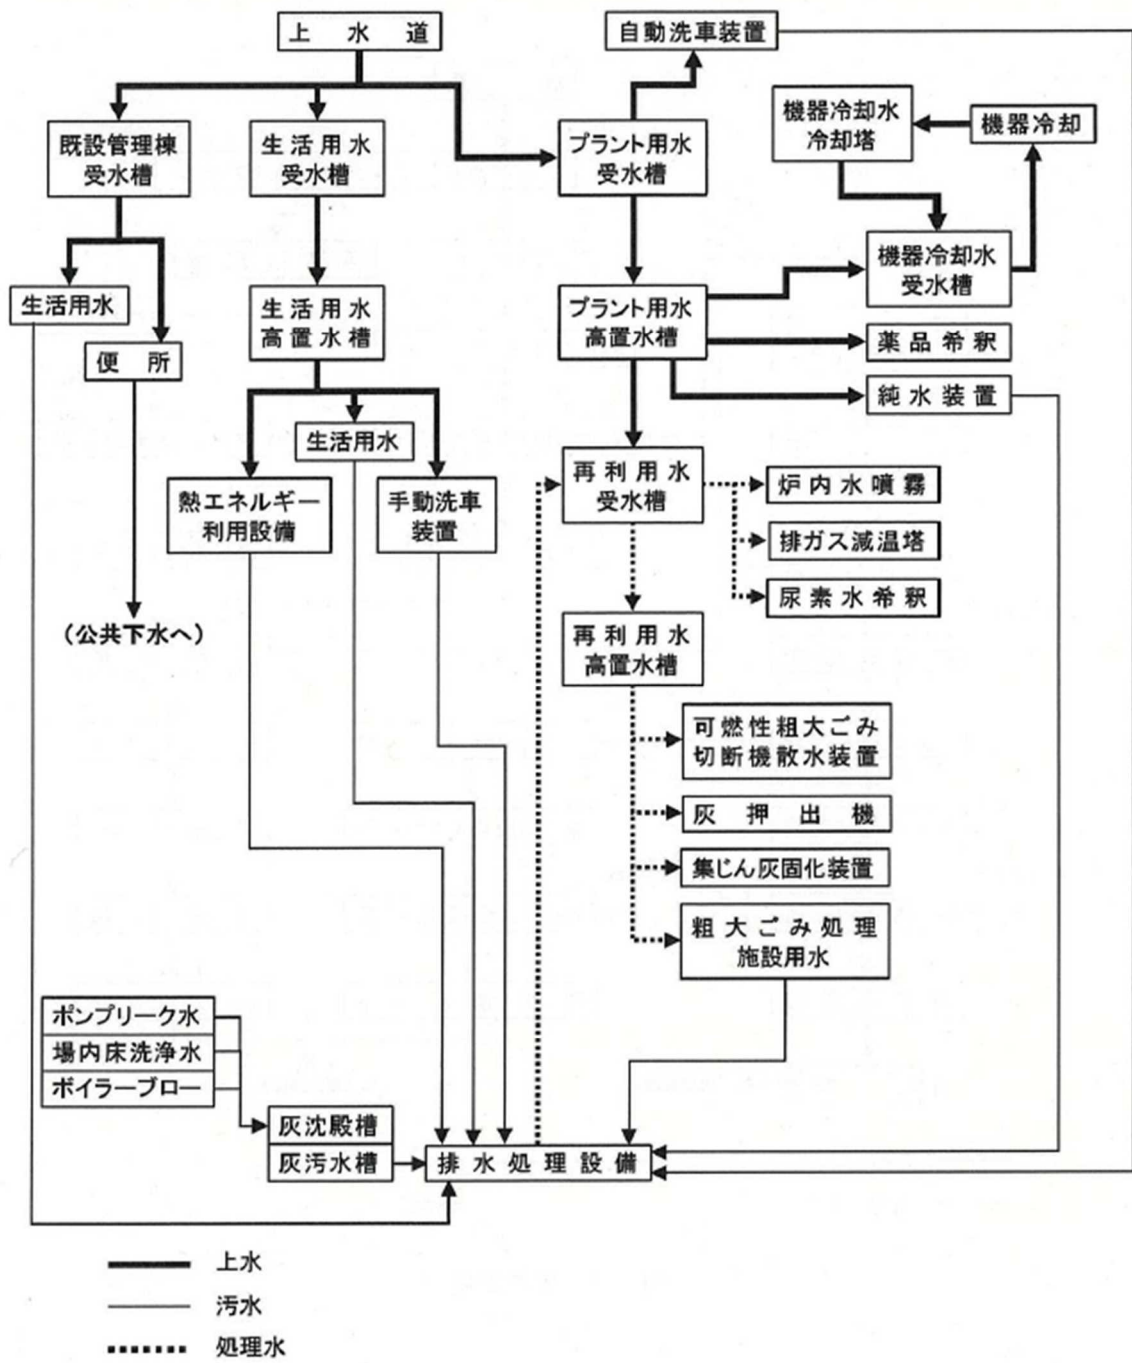 上水道
自動洗車装置
機器冷却水
冷却塔
機器冷却
既設管理棟
受水槽
生活用水
受水槽
プラント用水
受水槽
機器冷却水
受水槽
生活用水
生活用水
高置水槽
プラント用水
高置水槽
薬品希釈
便所
純水装置
生活用水
再利用水
受水槽
炉内水噴霧
熱エネルギー
利用設備
手動洗車
装置
排ガス減温塔
尿素水希釈
(公共下水へ)
再利用水
高置水槽
可燃性粗大ごみ
切断機散水装置
灰押出機
集じん灰固化装置
粗大ごみ処理
施設用水
ポンプリーク水
場内床洗浄水
ボイラーブロー
灰沈殿槽
灰汚水槽
排水処理設備
上水
汚水
処理水